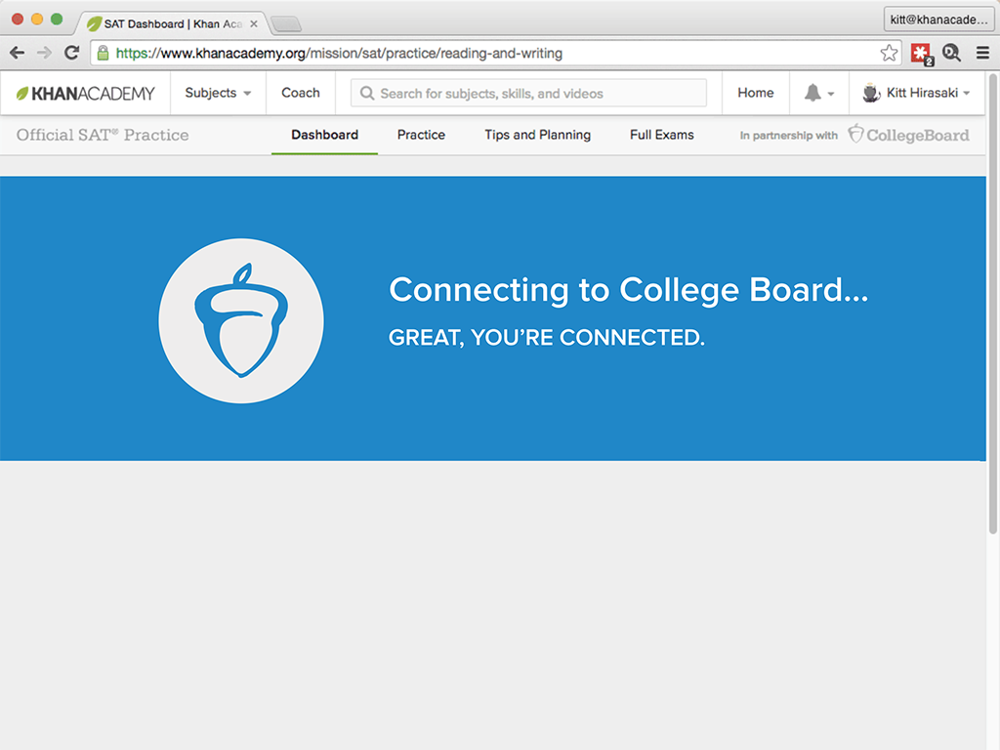 SAT Dashboard | Khan Aca
kitt@khanacade...
https://www.khanacademy.org/mission/sat/practice/reading-and-writing
2
KHANACADEMY Subjects Coach Search for subjects, skills, and videos Home Kitt Hirasaki
Official SAT® Practice Dashboard Practice Tips and Planning Full Exams In partnership with CollegeBoard
Connecting to College Board...
GREAT, YOU’RE CONNECTED.